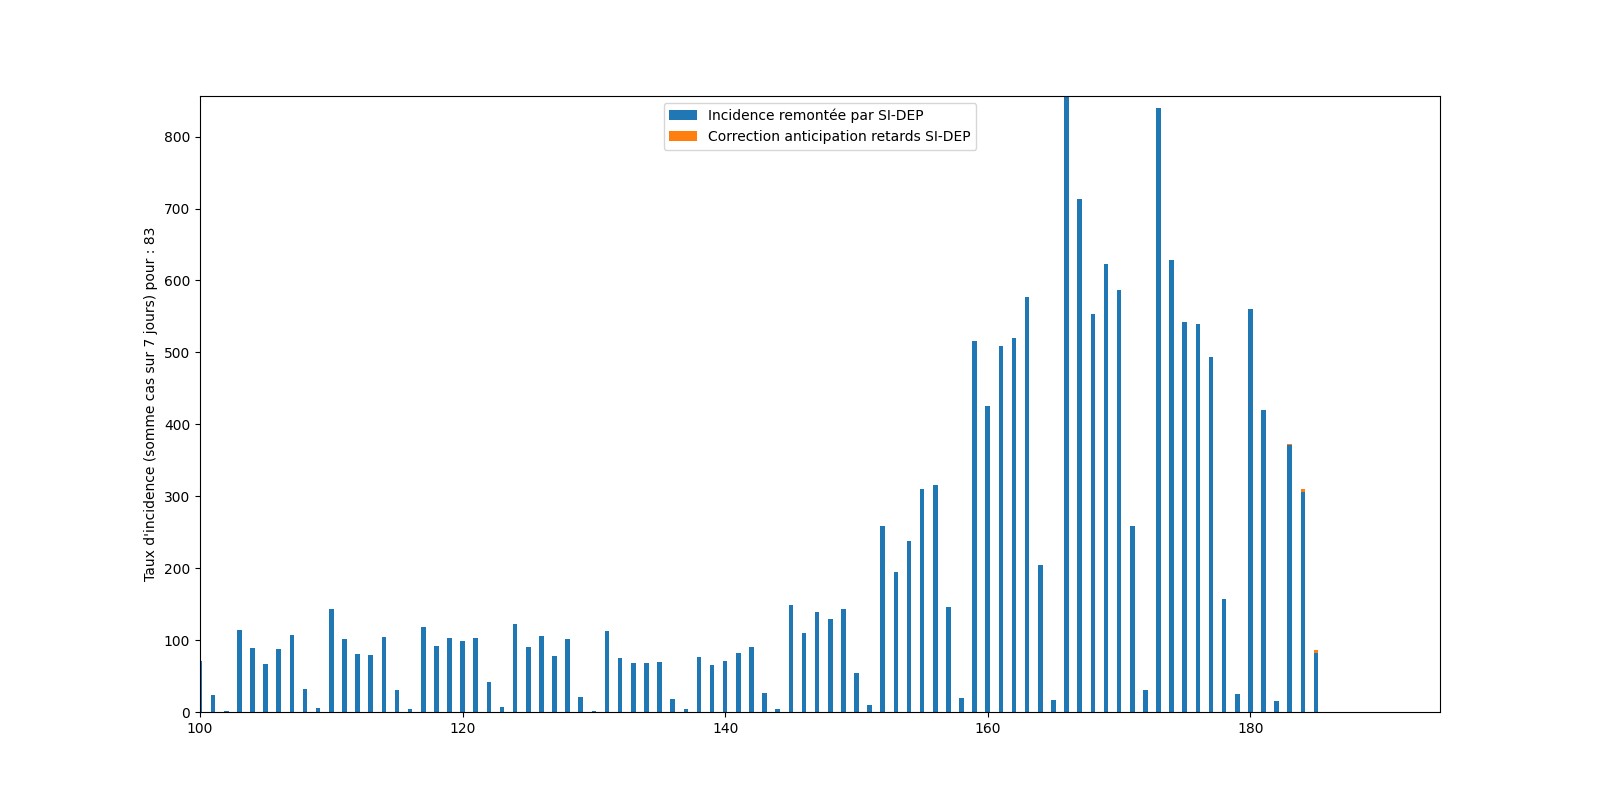 Incidence remontée par SI-DEP
Correction anticipation retards SI-DEP
Taux d'incidence (somme cas sur 7 jours) pour : 83
800
700
600
500
400
300
200
100
0
100 120 140 160 180